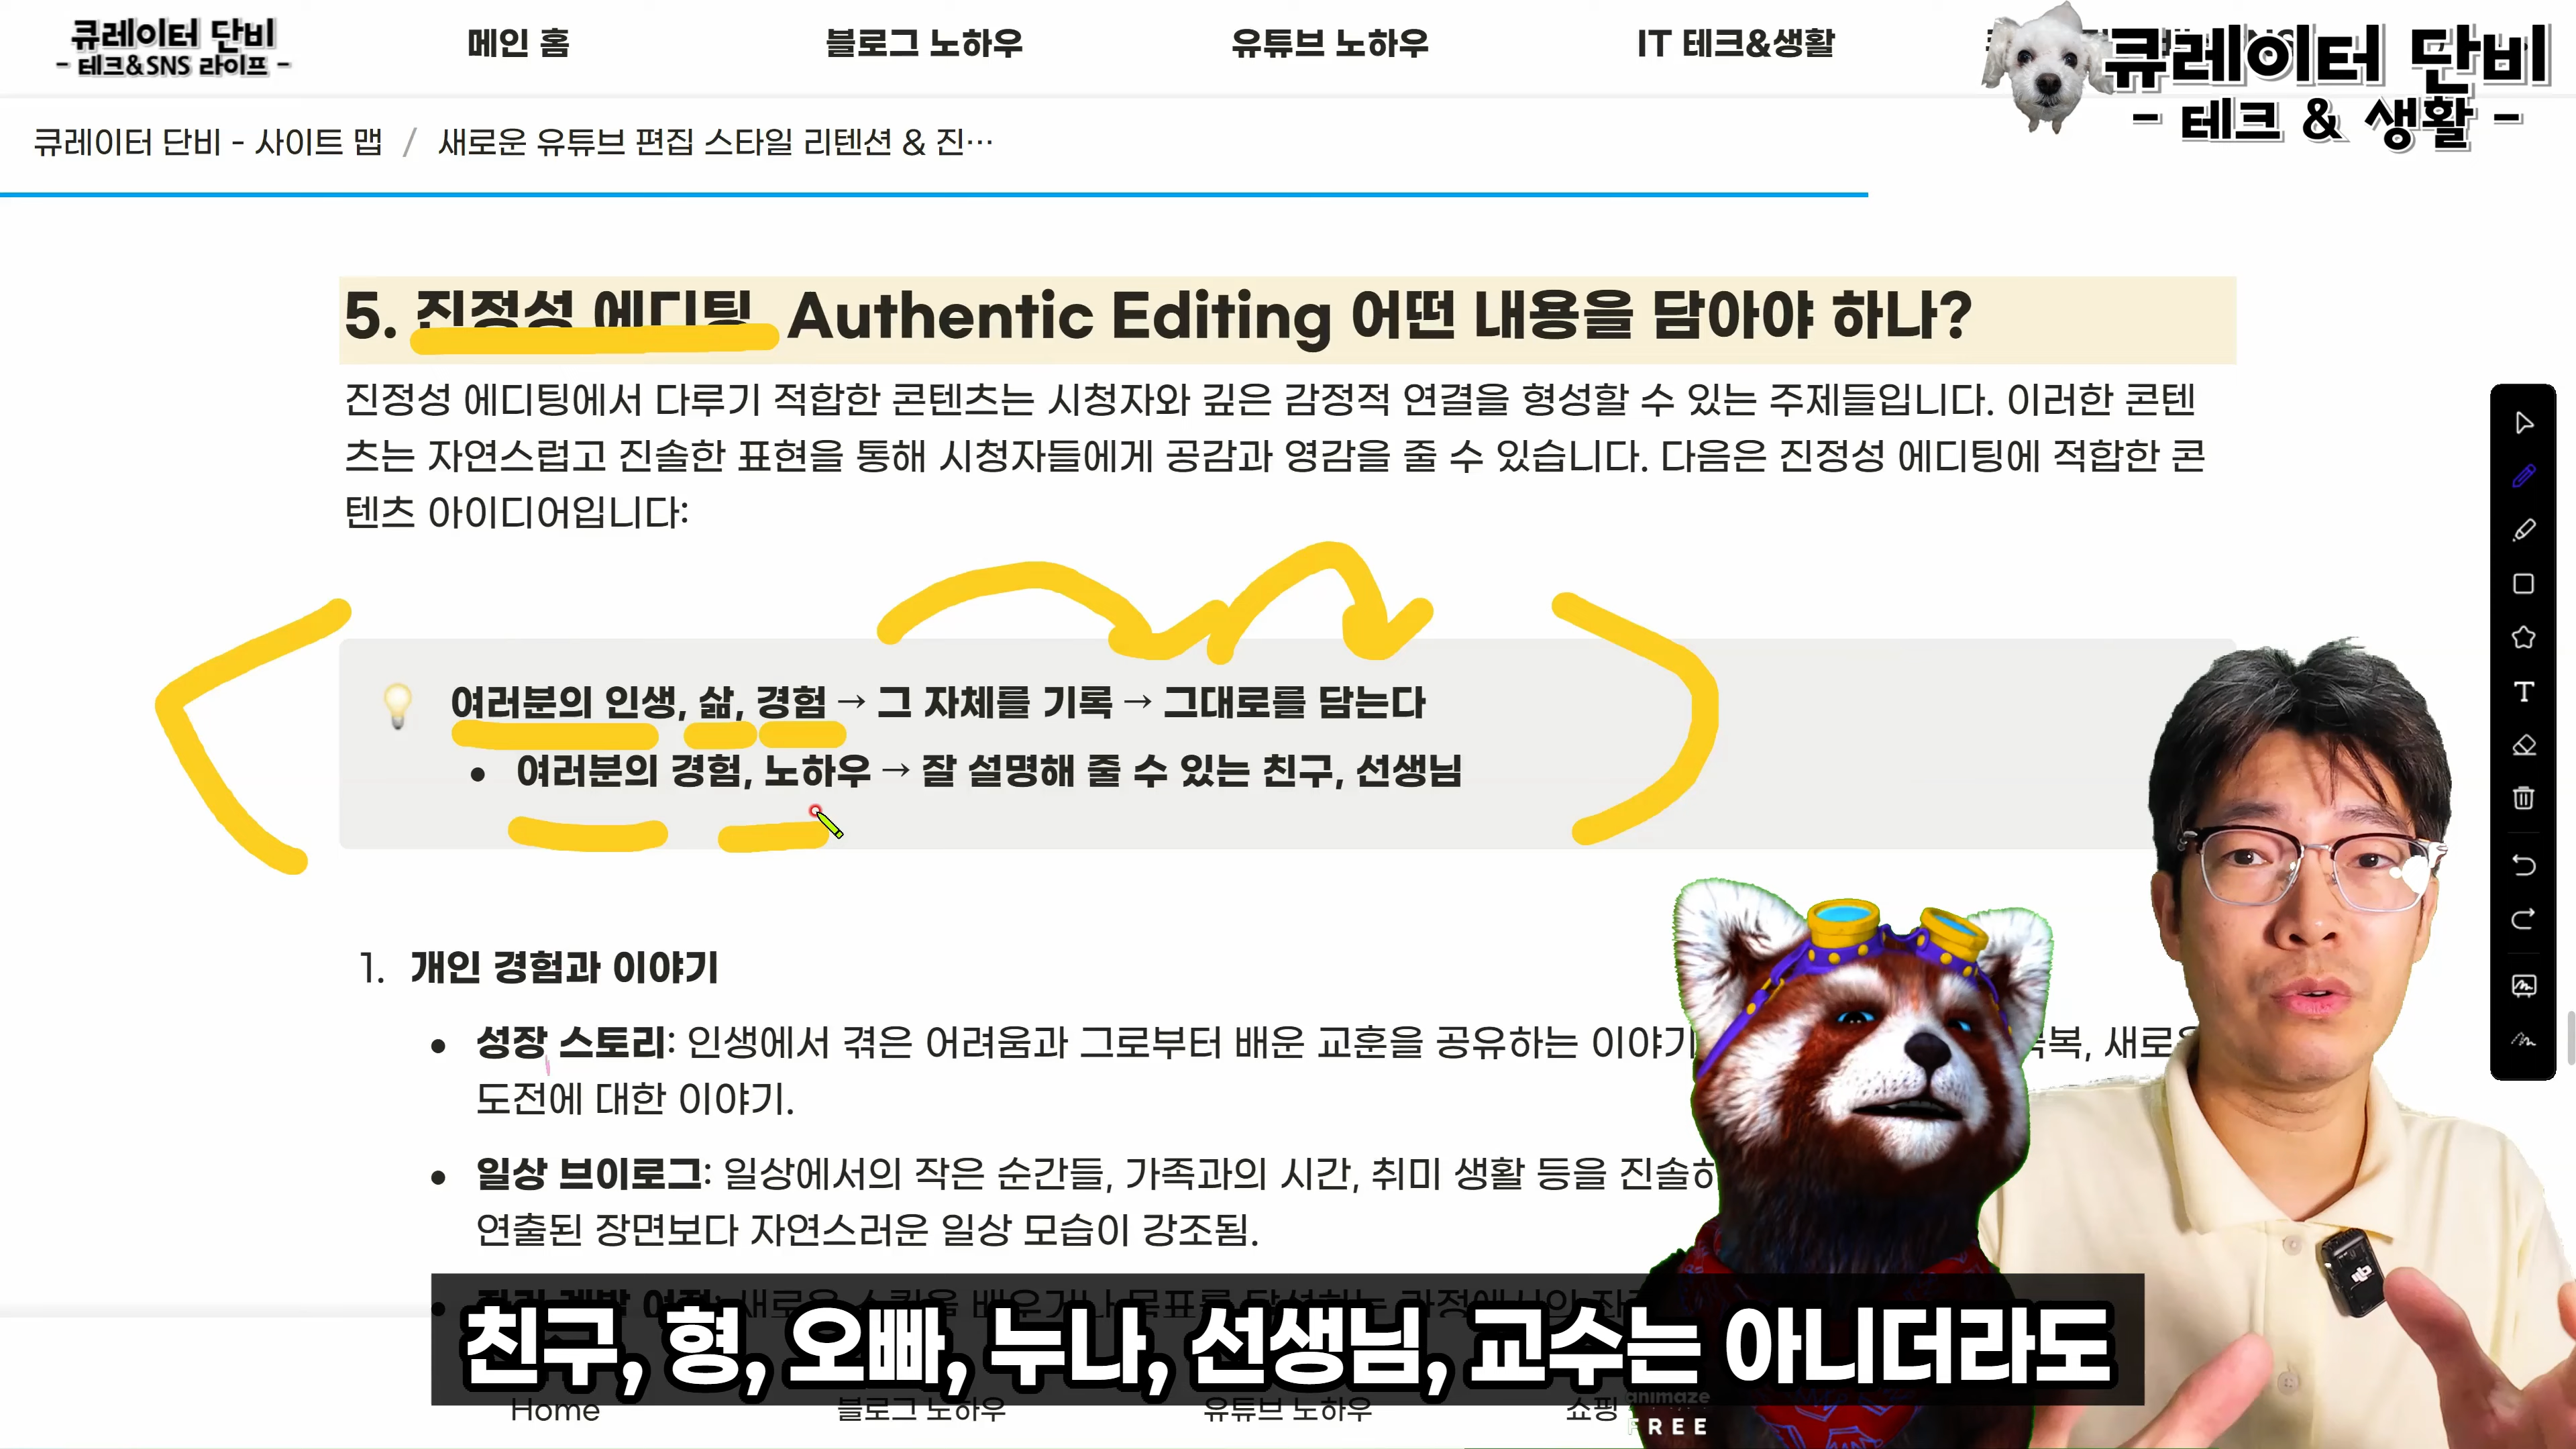 큐레이터 단비
- 테크&SNS 라이프 -
메인 홈
블로그 노하우
유튜브 노하우
IT 테크&생활
큐레이터 단비
- 테크 & 생활 -
큐레이터 단비 - 사이트 맵 / 새로운 유튜브 편집 스타일 리텐션 & 진…
5. 진정성 에디팅 Authentic Editing 어떤 내용을 담아야 하나?
진정성 에디팅에서 다루기 적합한 콘텐츠는 시청자와 깊은 감정적 연결을 형성할 수 있는 주제들입니다. 이러한 콘텐
츠는 자연스럽고 진솔한 표현을 통해 시청자들에게 공감과 영감을 줄 수 있습니다. 다음은 진정성 에디팅에 적합한 콘
텐츠 아이디어입니다:
여러분의 인생, 삶, 경험 → 그 자체를 기록 → 그대로를 담는다
• 여러분의 경험, 노하우 → 잘 설명해 줄 수 있는 친구, 선생님
1. 개인 경험과 이야기
• 성장 스토리: 인생에서 겪은 어려움과 그로부터 배운 교훈을 공유하는 이야기
도전에 대한 이야기.
• 일상 브이로그: 일상에서의 작은 순간들, 가족과의 시간, 취미 생활 등을
연출된 장면보다 자연스러운 일상 모습이 강조됨.
친구, 형, 오빠, 누나, 선생님, 교수는 아니더라도
Home
블로그 노하우
유튜브 노하우
쇼핑
animaze
FREE